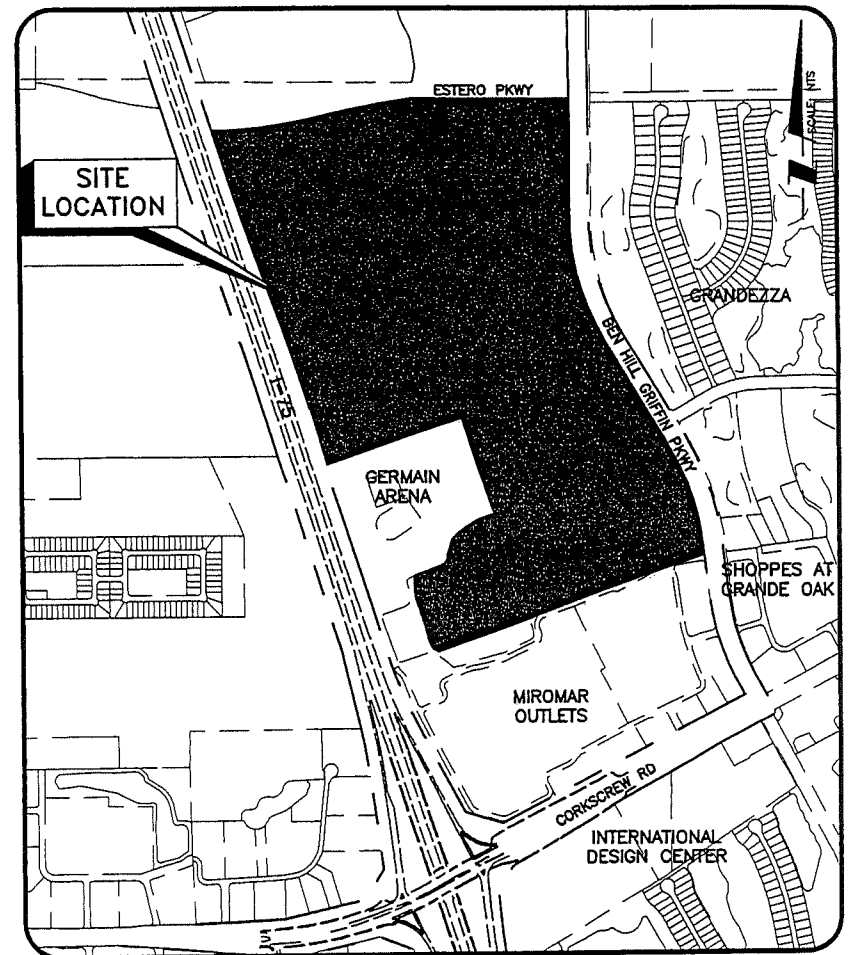 ESTERO PKWY
SCALE: NTS
SITE
LOCATION
GRANDEZZA
BEN HILL GRIFFIN PKWY
I-75
GERMAIN
ARENA
SHOPPES AT
GRANDE OAK
MIROMAR
OUTLETS
CORKSCREW RD
INTERNATIONAL
DESIGN CENTER